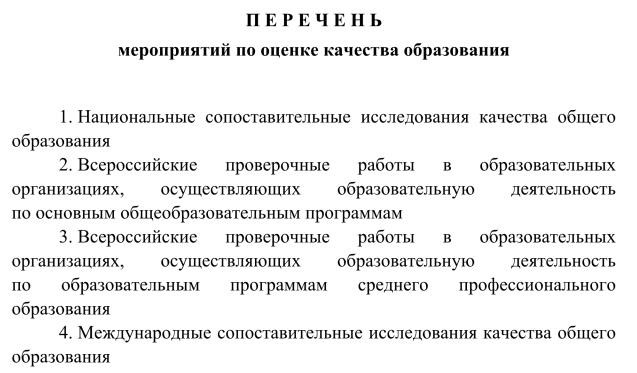 П Е Р Е Ч Е Н Ь
мероприятий по оценке качества образования
1. Национальные сопоставительные исследования качества общего
образования
2. Всероссийские проверочные работы в образовательных
организациях, осуществляющих образовательную деятельность
по основным общеобразовательным программам
3. Всероссийские проверочные работы в образовательных
организациях, осуществляющих образовательную деятельность
по образовательным программам среднего профессионального
образования
4. Международные сопоставительные исследования качества общего
образования